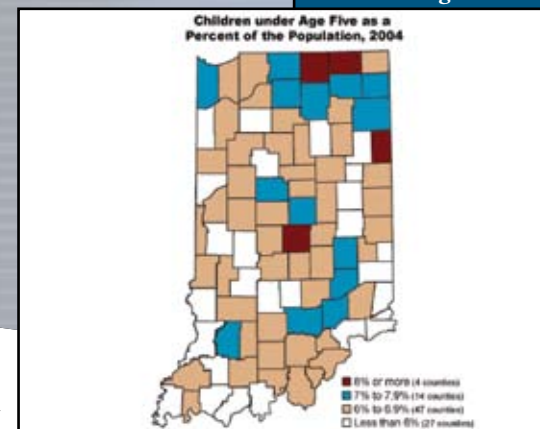 Children under Age Five as a
Percent of the Population, 2004
8% or more (4 counties)
7% to 7.9% (14 counties)
6% to 6.9% (47 counties)
Less than 6% (27 counties)